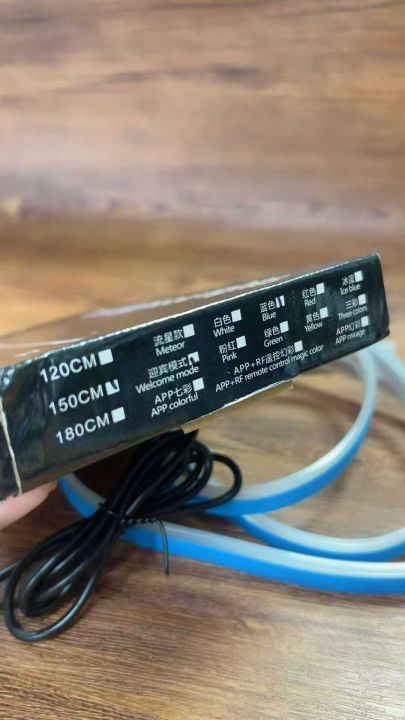 120CM
150CM
180CM
流星款
Meteor
迎宾模式
Welcome mode
APP七彩
APP colorful
白色
White
粉红
Pink
蓝色
Blue
绿色
Green
红色
Red
黄色
Yellow
冰蓝
Ice blue
三彩
Three colors
APP+RF遥控幻彩
APP+RF remote control magic color
APP幻彩
APP mirage